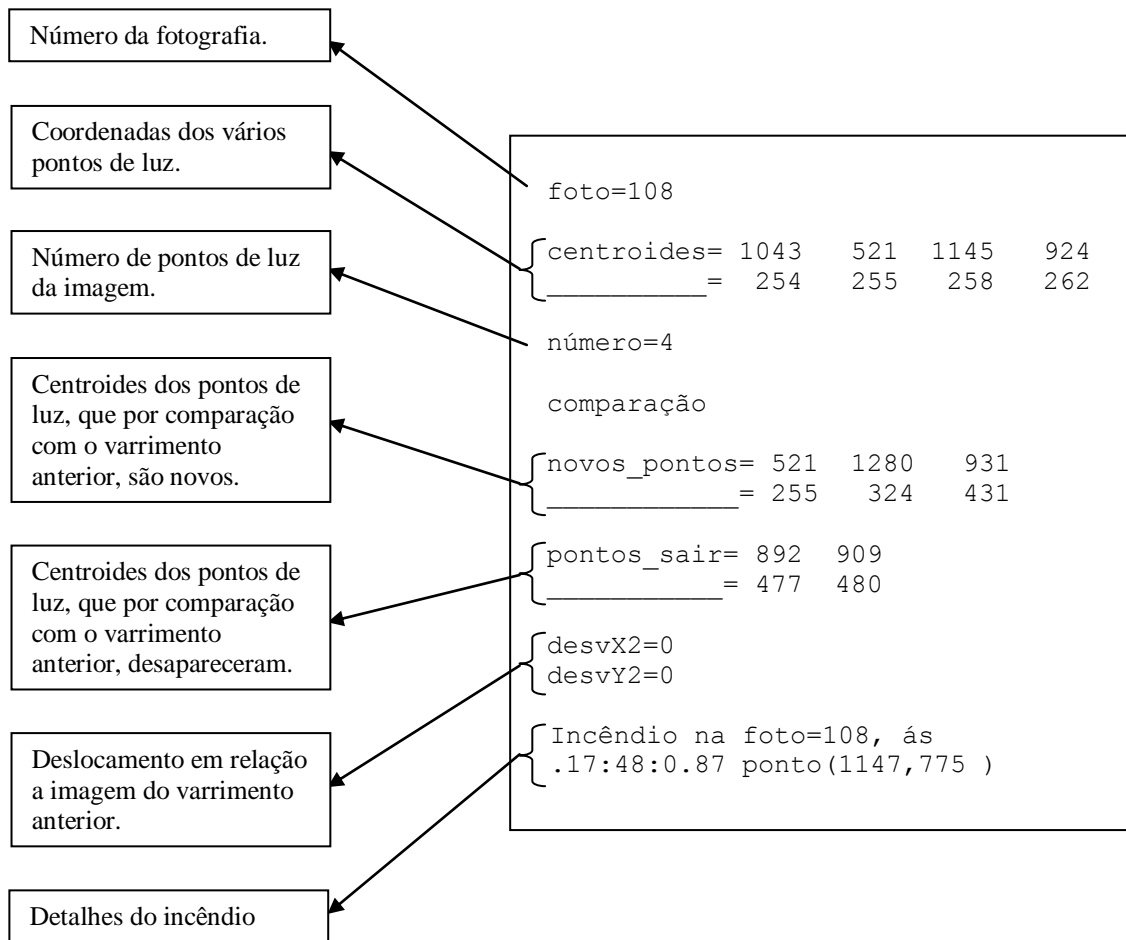 Número da fotografia.
Coordenadas dos vários
pontos de luz.
Número de pontos de luz
da imagem.
Centroides dos pontos de
luz, que por comparação
com o varrimento
anterior, são novos.
Centroides dos pontos de
luz, que por comparação
com o varrimento
anterior, desapareceram.
Deslocamento em relação
a imagem do varrimento
anterior.
Detalhes do incêndio
foto=108
centroides= 1043 521 1145 924
__________= 254 255 258 262
número=4
comparação
novos_pontos= 521 1280 931
____________= 255 324 431
pontos_sair= 892 909
___________= 477 480
desvX2=0
desvY2=0
Incêndio na foto=108, ás
.17:48:0.87 ponto(1147,775 )